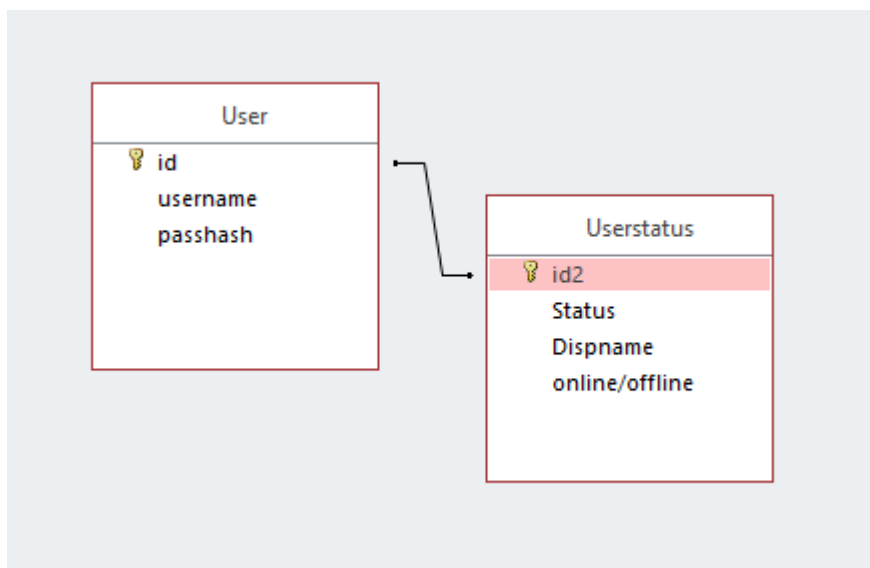 User
id
username
passhash
Userstatus
id2
Status
Dispname
online/offline